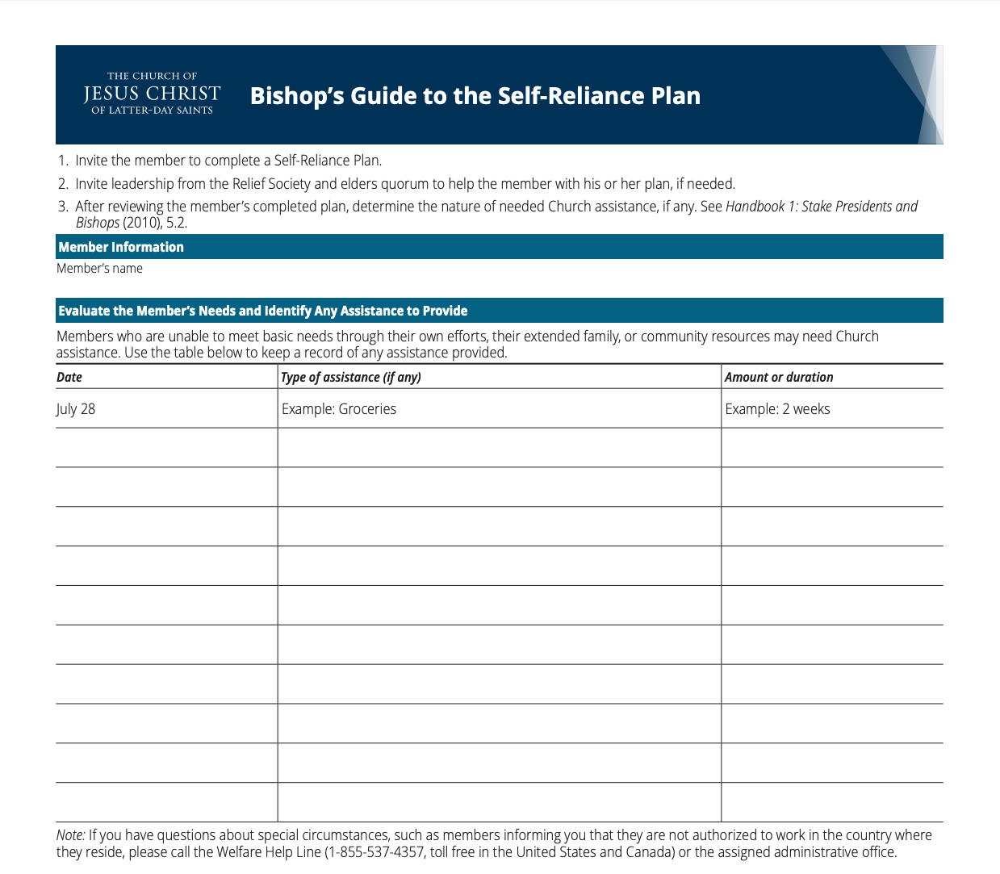 THE CHURCH OF
JESUS CHRIST
OF LATTER-DAY SAINTS
Bishop’s Guide to the Self-Reliance Plan
1. Invite the member to complete a Self-Reliance Plan.
2. Invite leadership from the Relief Society and elders quorum to help the member with his or her plan, if needed.
3. After reviewing the member’s completed plan, determine the nature of needed Church assistance, if any. See Handbook 1: Stake Presidents and
Bishops (2010), 5.2.
Member Information
Member’s name
Evaluate the Member’s Needs and Identify Any Assistance to Provide
Members who are unable to meet basic needs through their own efforts, their extended family, or community resources may need Church
assistance. Use the table below to keep a record of any assistance provided.
Date Type of assistance (if any) Amount or duration
July 28 Example: Groceries Example: 2 weeks
Note: If you have questions about special circumstances, such as members informing you that they are not authorized to work in the country where
they reside, please call the Welfare Help Line (1-855-537-4357, toll free in the United States and Canada) or the assigned administrative office.